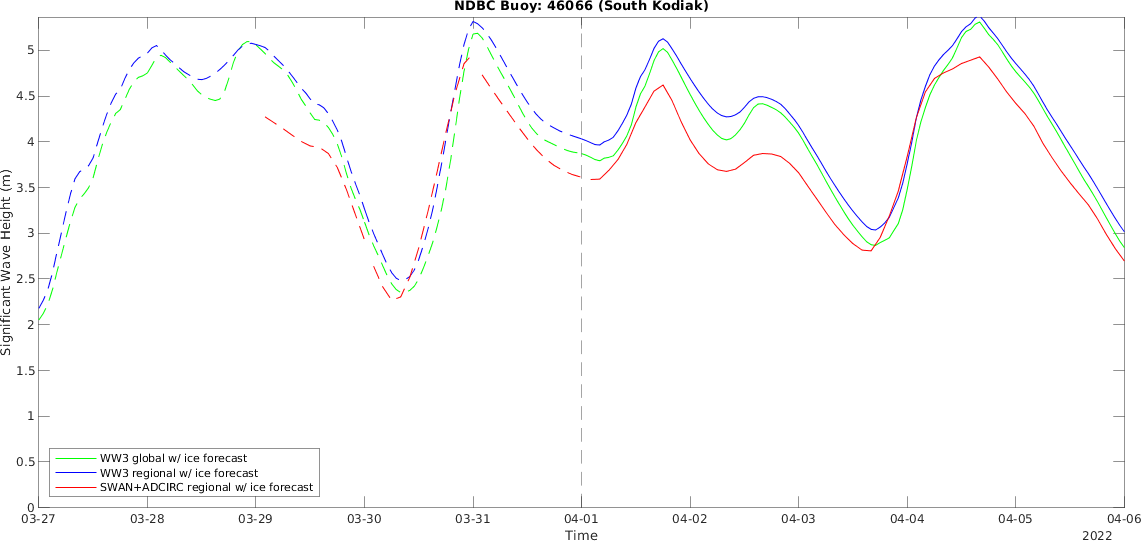 NDBC Buoy: 46066 (South Kodiak)
Significant Wave Height (m)
5
4.5
4
3.5
3
2.5
2
1.5
1
0.5
0
WW3 global w/ ice forecast
WW3 regional w/ ice forecast
SWAN+ADCIRC regional w/ ice forecast
03-27 03-28 03-29 03-30 03-31 04-01 04-02 04-03 04-04 04-05 04-06
Time
2022